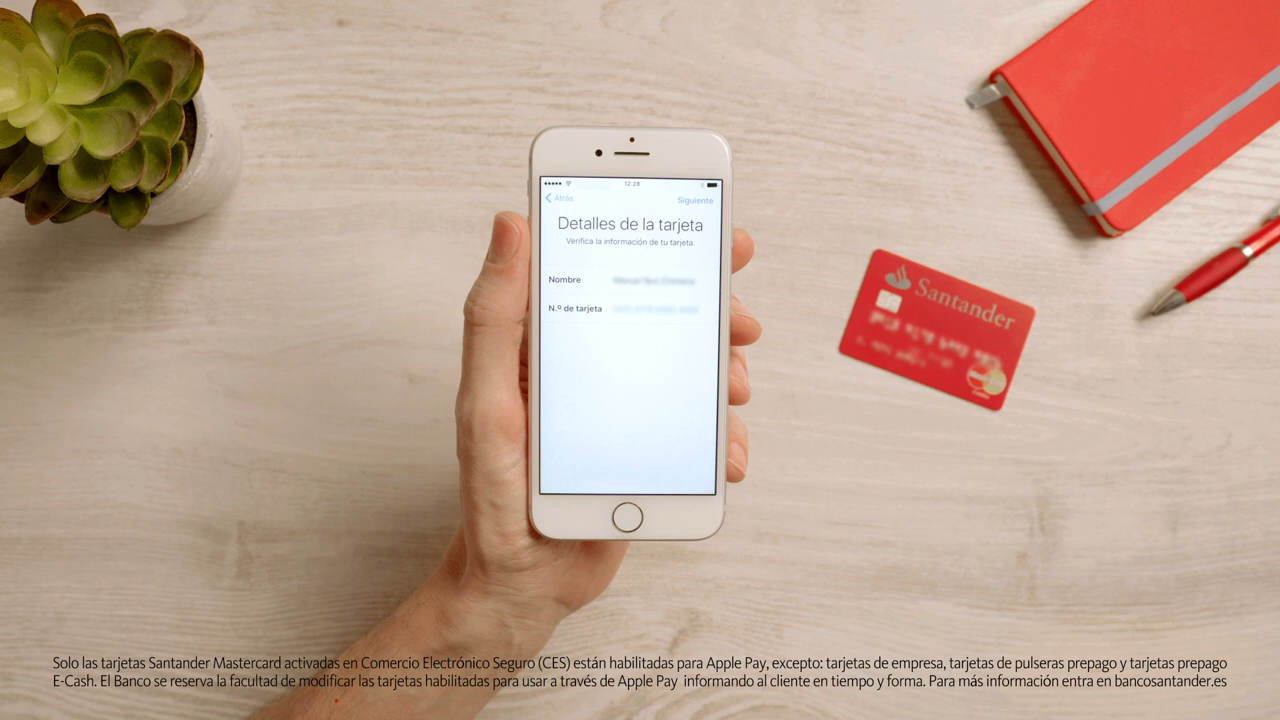 12:28
Atrás
Siguiente
Detalles de la tarjeta
Verifica la información de tu tarjeta.
Nombre
N.º de tarjeta
Santander
Solo las tarjetas Santander Mastercard activadas en Comercio Electrónico Seguro (CES) están habilitadas para Apple Pay, excepto: tarjetas de empresa, tarjetas de pulseras prepago y tarjetas prepago
E-Cash. El Banco se reserva la facultad de modificar las tarjetas habilitadas para usar a través de Apple Pay informando al cliente en tiempo y forma. Para más información entra en bancosantander.es